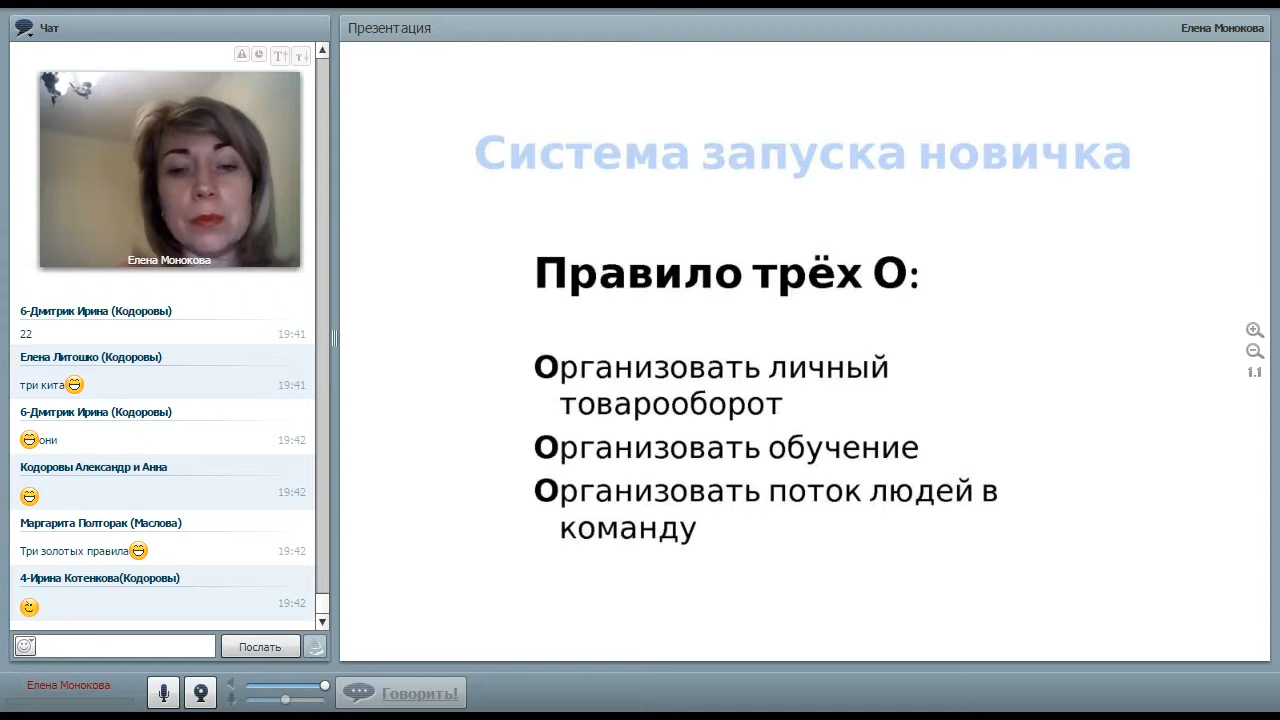 Чат
Елена Монокова
6-Дмитрик Ирина (Кодоровы)
22
19:41
Елена Литошко (Кодоровы)
три кита
19:41
6-Дмитрик Ирина (Кодоровы)
они
19:42
Кодоровы Александр и Анна
19:42
Маргарита Полторак (Маслова)
Три золотых правила
19:42
4-Ирина Котенкова(Кодоровы)
19:42
Послать
Презентация
Елена Монокова
Система запуска новичка
Правило трёх О:
Организовать личный
товарооборот
Организовать обучение
Организовать поток людей в
команду
1.1
Елена Монокова
Говорить!